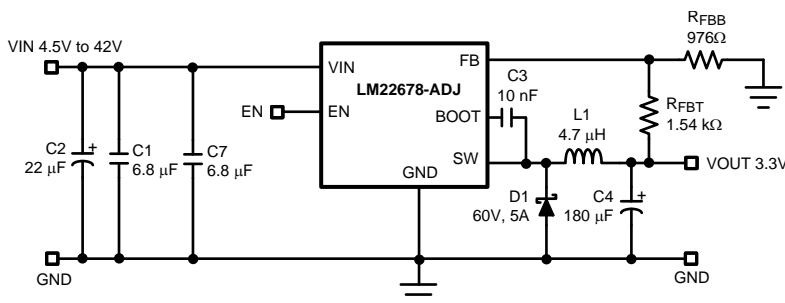 VIN 4.5V to 42V
EN
VIN
EN
LM22678-ADJ
GND
FB
BOOT
SW
C3
10 nF
L1
4.7 μH
RFBB
976Ω
RFBT
1.54 kΩ
VOUT 3.3V
C2
22 μF
+
C1
6.8 μF
C7
6.8 μF
D1
60V, 5A
C4
180 μF
+
GND
GND